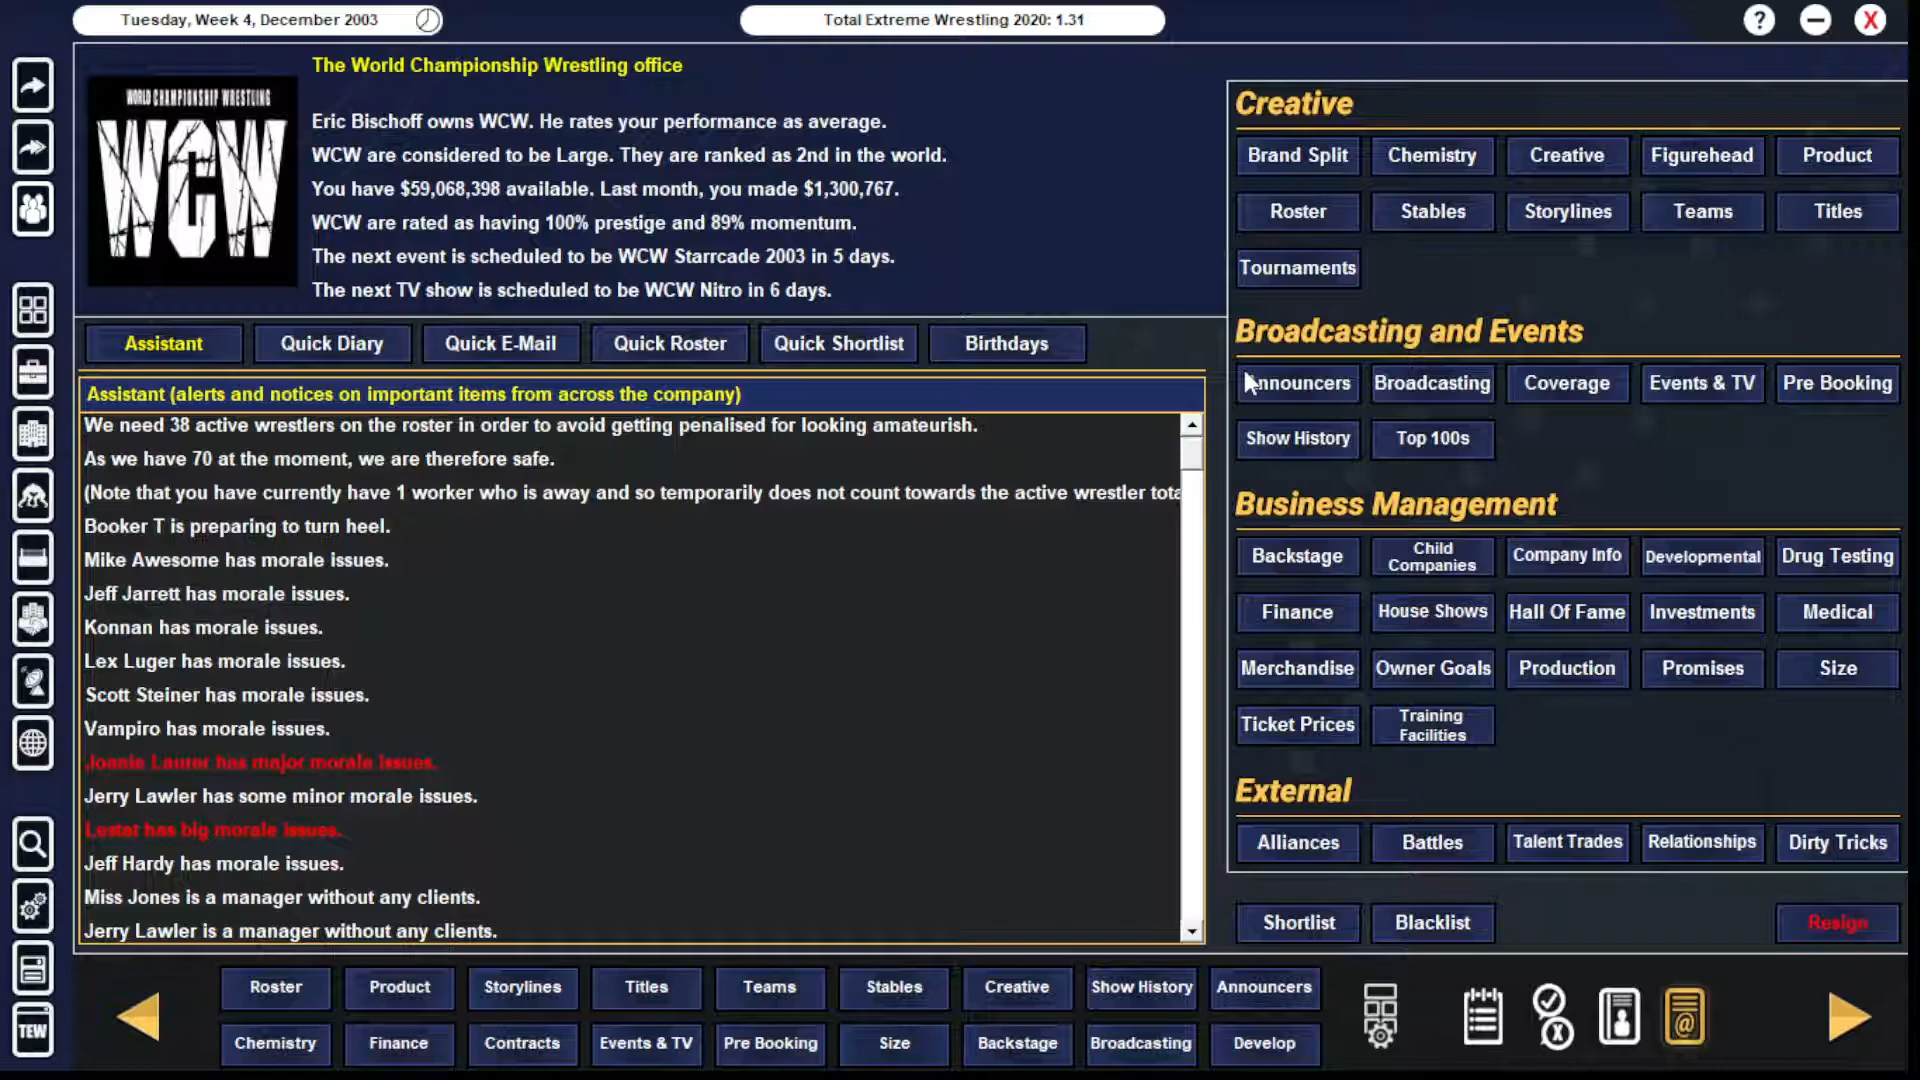 Tuesday, Week 4, December 2003
Total Extreme Wrestling 2020: 1.31
?
X
WORLD CHAMPIONSHIP WRESTLING
WCW
The World Championship Wrestling office
Eric Bischoff owns WCW. He rates your performance as average.
WCW are considered to be Large. They are ranked as 2nd in the world.
You have $59,068,398 available. Last month, you made $1,300,767.
WCW are rated as having 100% prestige and 89% momentum.
The next event is scheduled to be WCW Starrcade 2003 in 5 days.
The next TV show is scheduled to be WCW Nitro in 6 days.
Assistant
Quick Diary
Quick E-Mail
Quick Roster
Quick Shortlist
Birthdays
Assistant (alerts and notices on important items from across the company)
We need 38 active wrestlers on the roster in order to avoid getting penalised for looking amateurish.
As we have 70 at the moment, we are therefore safe.
(Note that you have currently have 1 worker who is away and so temporarily does not count towards the active wrestler tota
Booker T is preparing to turn heel.
Mike Awesome has morale issues.
Jeff Jarrett has morale issues.
Konnan has morale issues.
Lex Luger has morale issues.
Scott Steiner has morale issues.
Vampiro has morale issues.
Joanie Laurer has major morale issues.
Jerry Lawler has some minor morale issues.
Lestat has big morale issues.
Jeff Hardy has morale issues.
Miss Jones is a manager without any clients.
Jerry Lawler is a manager without any clients.
Creative
Brand Split
Chemistry
Creative
Figurehead
Product
Roster
Stables
Storylines
Teams
Titles
Tournaments
Broadcasting and Events
nnouncers
Broadcasting
Coverage
Events & TV
Pre Booking
Show History
Top 100s
Business Management
Backstage
Child
Companies
Company Info
Developmental
Drug Testing
Finance
House Shows
Hall Of Fame
Investments
Medical
Merchandise
Owner Goals
Production
Promises
Size
Ticket Prices
Training
Facilities
External
Alliances
Battles
Talent Trades
Relationships
Dirty Tricks
Shortlist
Blacklist
Resign
TEW
Roster
Product
Storylines
Titles
Teams
Stables
Creative
Show History
Announcers
Chemistry
Finance
Contracts
Events & TV
Pre Booking
Size
Backstage
Broadcasting
Develop